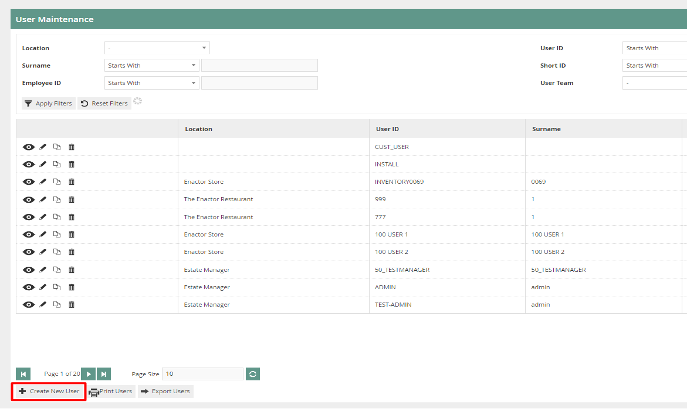 User Maintenance
Location - User ID Starts With
Surname Starts With Short ID Starts With
Employee ID Starts With User Team -
Apply Filters Reset Filters
Location User ID Surname
CUST_USER
INSTALL
Enactor Store INVENTORY0069 0069
The Enactor Restaurant 999 1
The Enactor Restaurant 777 1
Enactor Store 100 USER 1 100 USER 1
Enactor Store 100 USER 2 100 USER 2
Estate Manager 50_TESTMANAGER 50_TESTMANAGER
Estate Manager ADMIN admin
Estate Manager TEST-ADMIN admin
Page 1 of 20 Page Size 10
Create New User Print Users Export Users